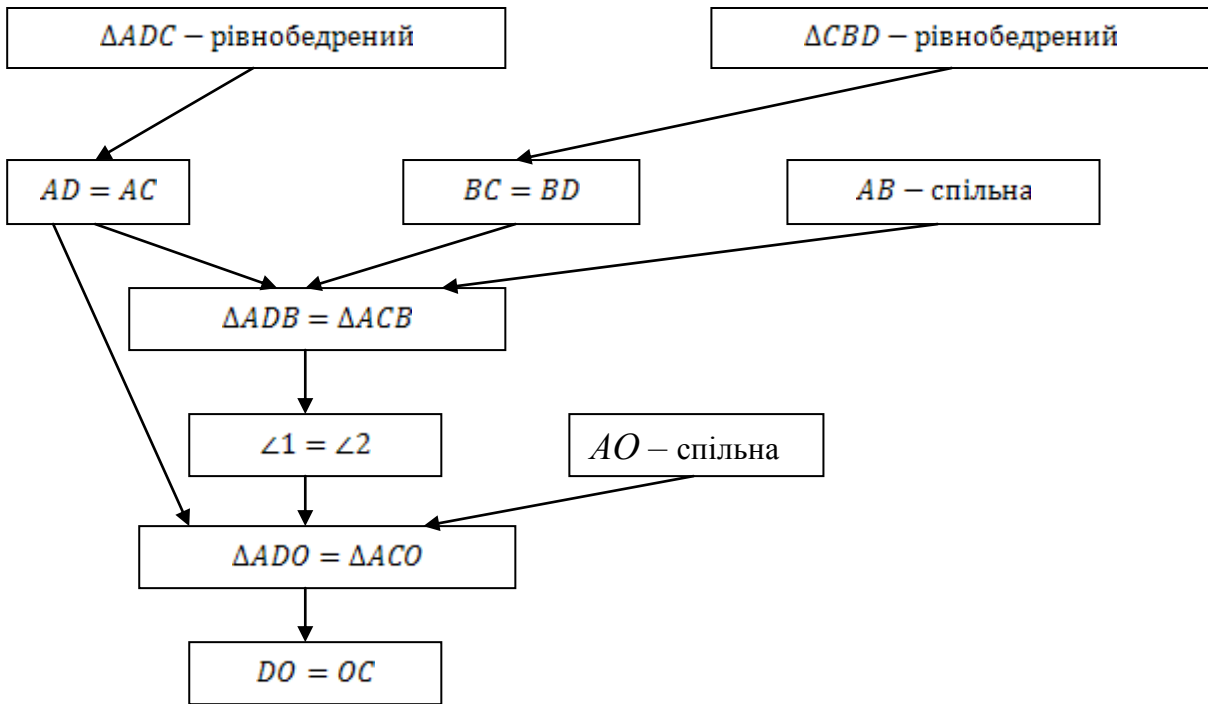 ΔADC − рівнобедрений
ΔCBD − рівнобедрений
AD = AC
BC = BD
AB − спільна
ΔADB = ΔACB
∠1 = ∠2
AO – спільна
ΔADO = ΔACO
DO = OC